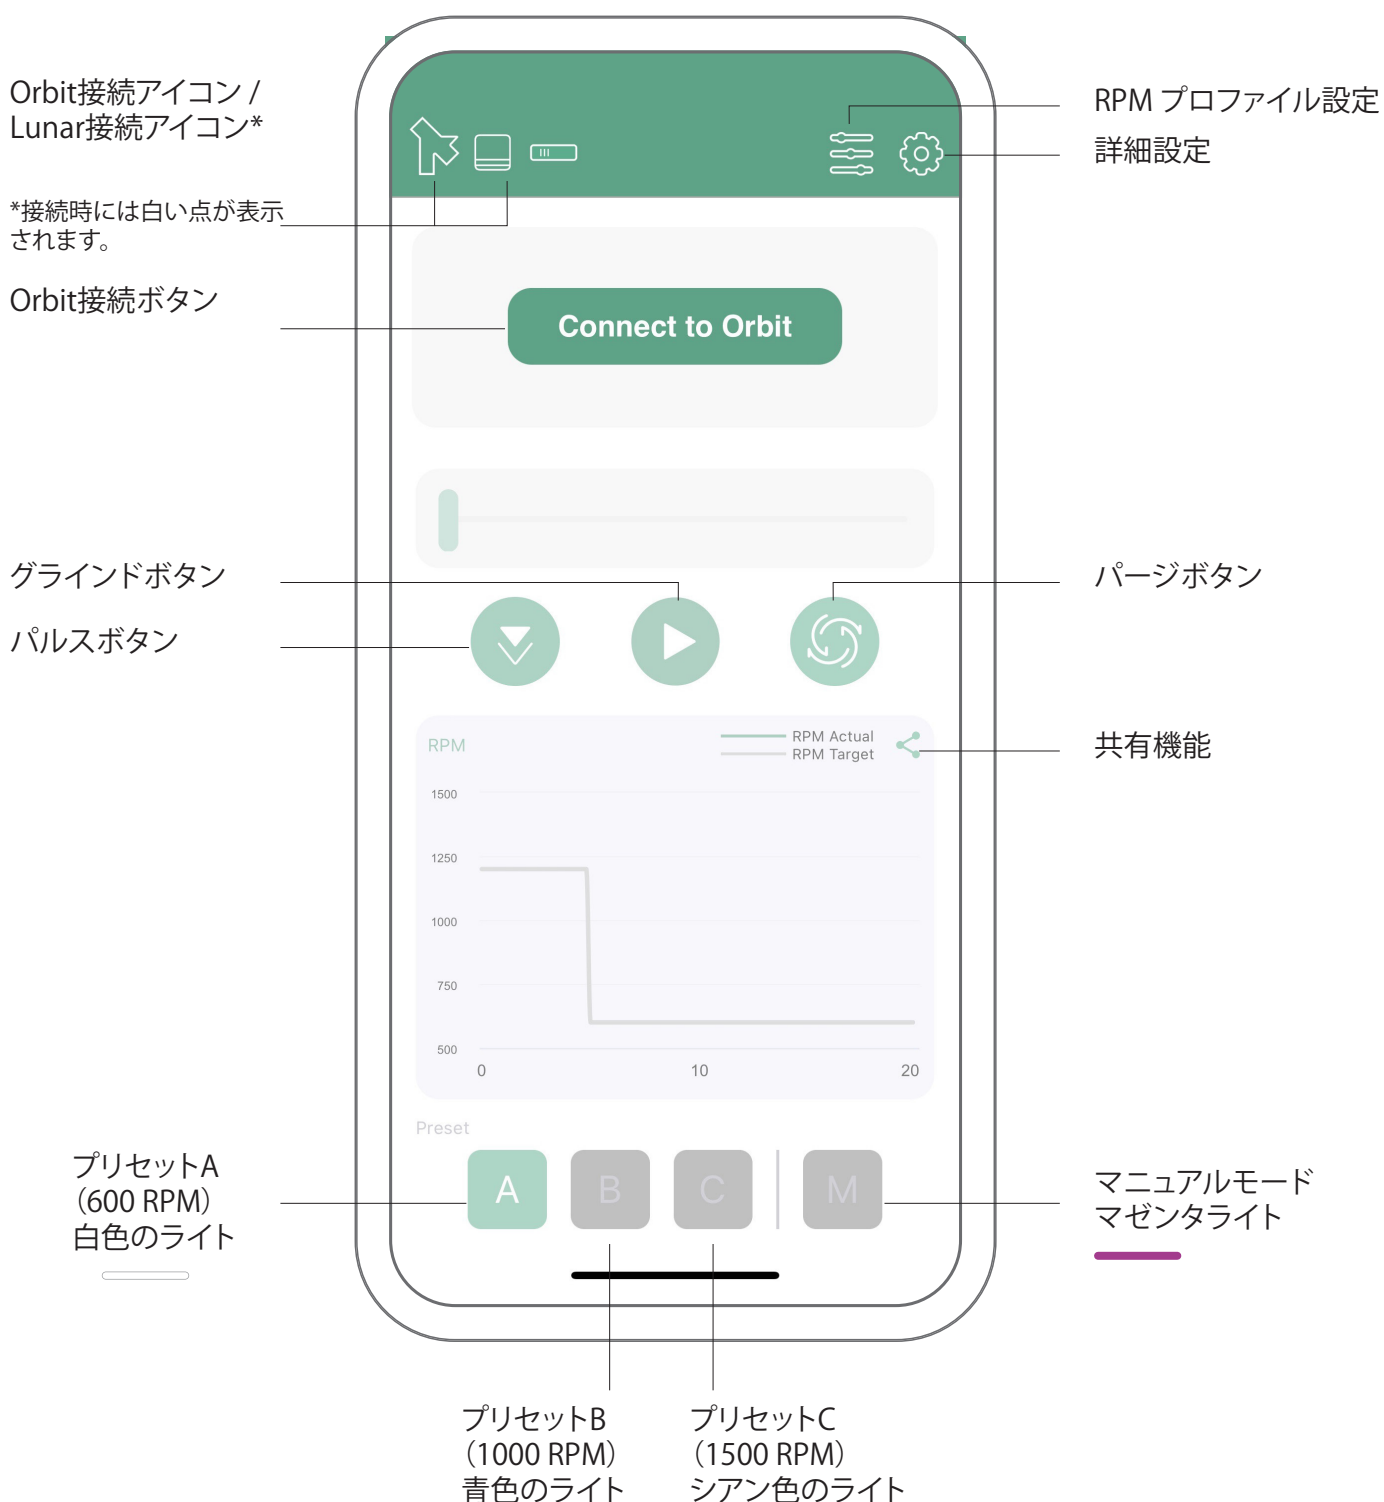 Orbit接続アイコン /
Lunar接続アイコン*
*接続時には白い点が表示
されます。
Orbit接続ボタン
グラインドボタン
パルスボタン
RPM プロファイル設定
詳細設定
パージボタン
共有機能
Connect to Orbit
RPM
RPM Actual
RPM Target
1500
1250
1000
750
500
0 10 20
Preset
A B C M
プリセットA
（600 RPM）
白色のライト
マニュアルモード
マゼンタライト
プリセットB
（1000 RPM）
青色のライト
プリセットC
（1500 RPM）
シアン色のライト